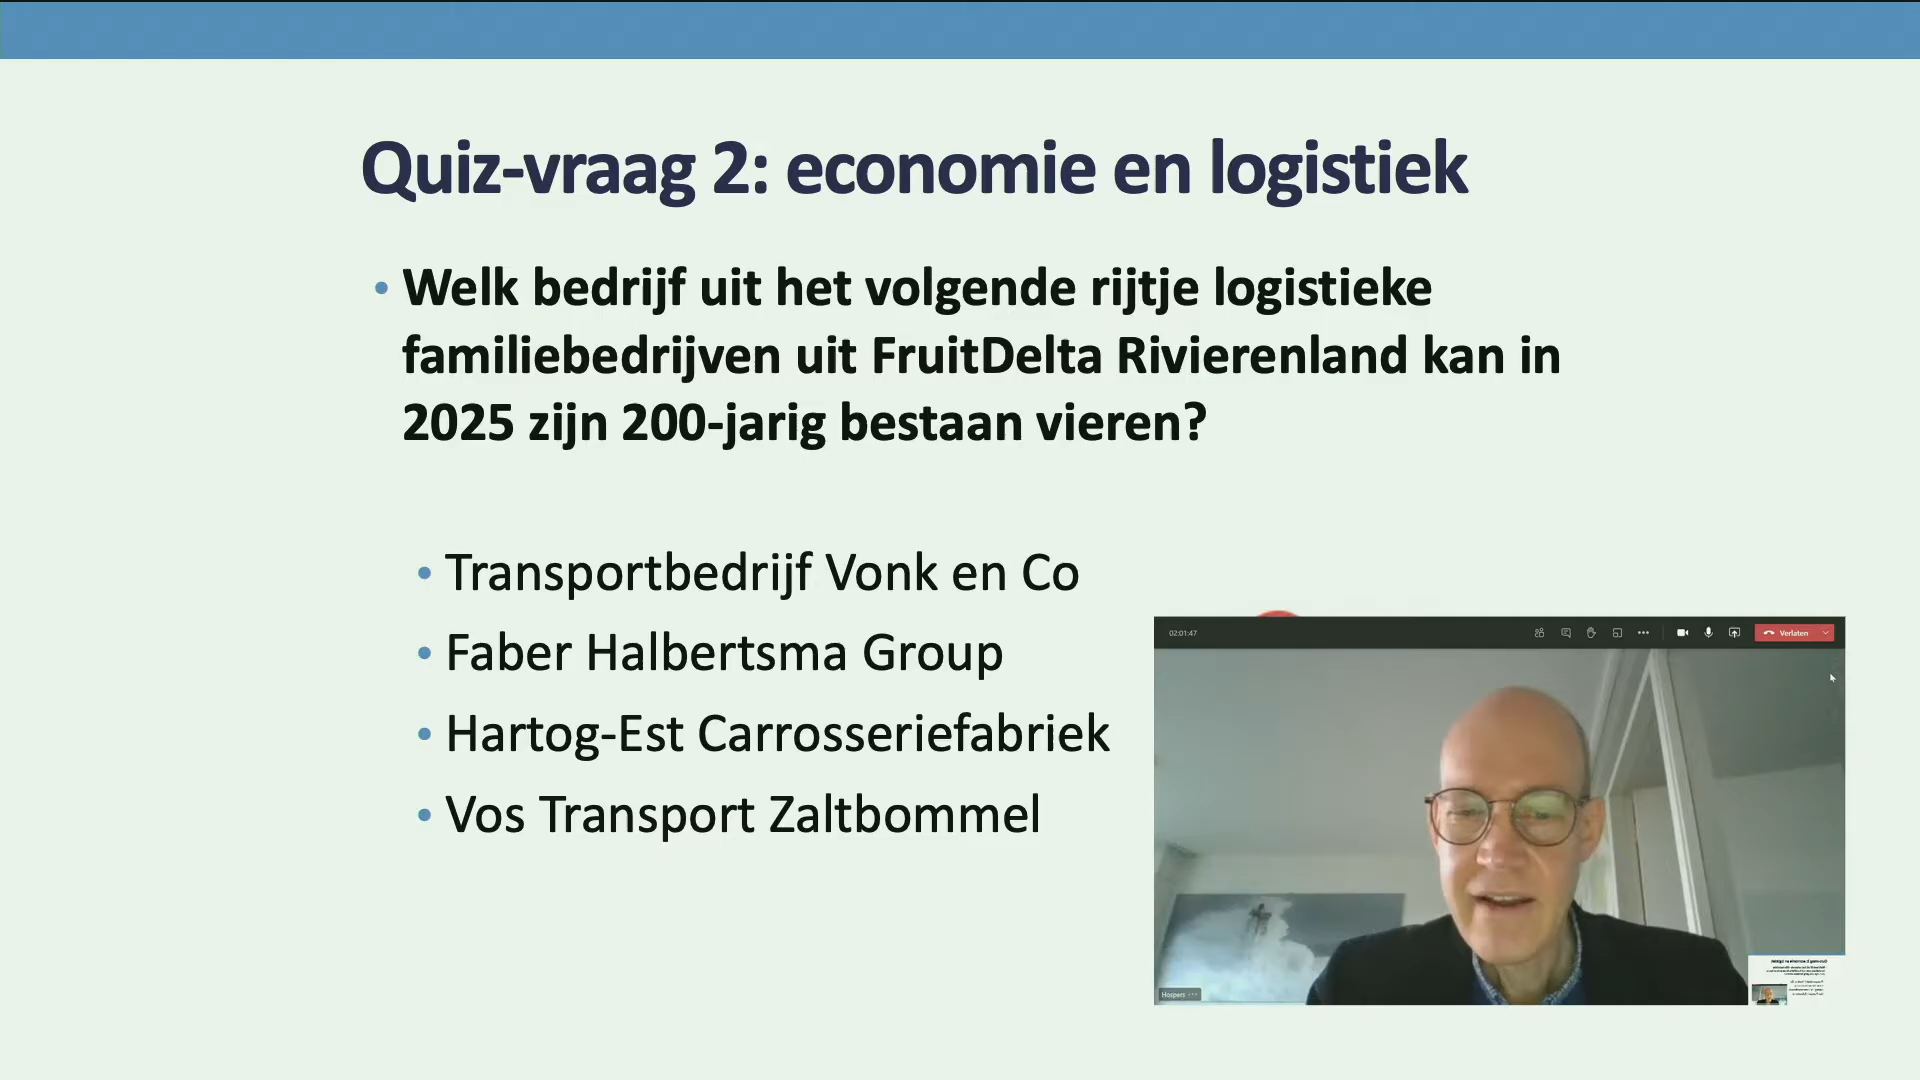 Quiz-vraag 2: economie en logistiek
• Welk bedrijf uit het volgende rijtje logistieke
familiebedrijven uit FruitDelta Rivierenland kan in
2025 zijn 200-jarig bestaan vieren?
• Transportbedrijf Vonk en Co
• Faber Halbertsma Group
• Hartog-Est Carrosseriefabriek
• Vos Transport Zaltbommel
02:01:47
Verlaten
Hospers